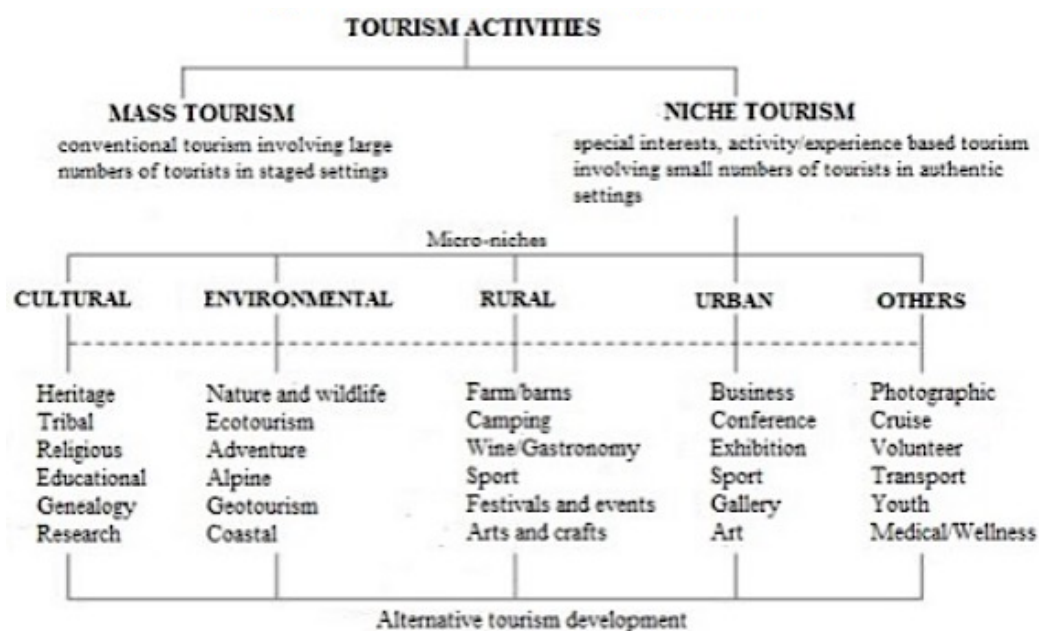 TOURISM ACTIVITIES
MASS TOURISM
conventional tourism involving large
numbers of tourists in staged settings
NICHE TOURISM
special interests, activity/experience based tourism
involving small numbers of tourists in authentic
settings
Micro-niches
CULTURAL
ENVIRONMENTAL
RURAL
URBAN
OTHERS
Heritage
Tribal
Religious
Educational
Genealogy
Research
Nature and wildlife
Ecotourism
Adventure
Alpine
Geotourism
Coastal
Farm/barns
Camping
Wine/Gastronomy
Sport
Festivals and events
Arts and crafts
Business
Conference
Exhibition
Sport
Gallery
Art
Photographic
Cruise
Volunteer
Transport
Youth
Medical/Wellness
Alternative tourism development